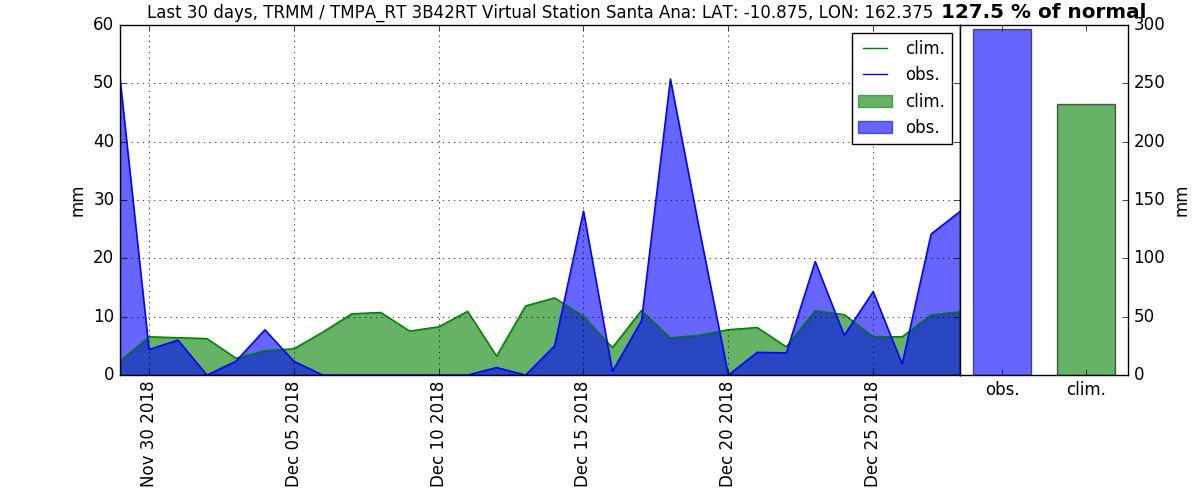 Last 30 days, TRMM / TMPA_RT 3B42RT Virtual Station Santa Ana: LAT: -10.875, LON: 162.375 127.5 % of normal
60
50
40
30
20
10
0
mm
clim.
obs.
clim.
obs.
Nov 30 2018
Dec 05 2018
Dec 10 2018
Dec 15 2018
Dec 20 2018
Dec 25 2018
300
250
200
150
100
50
0
mm
obs.
clim.